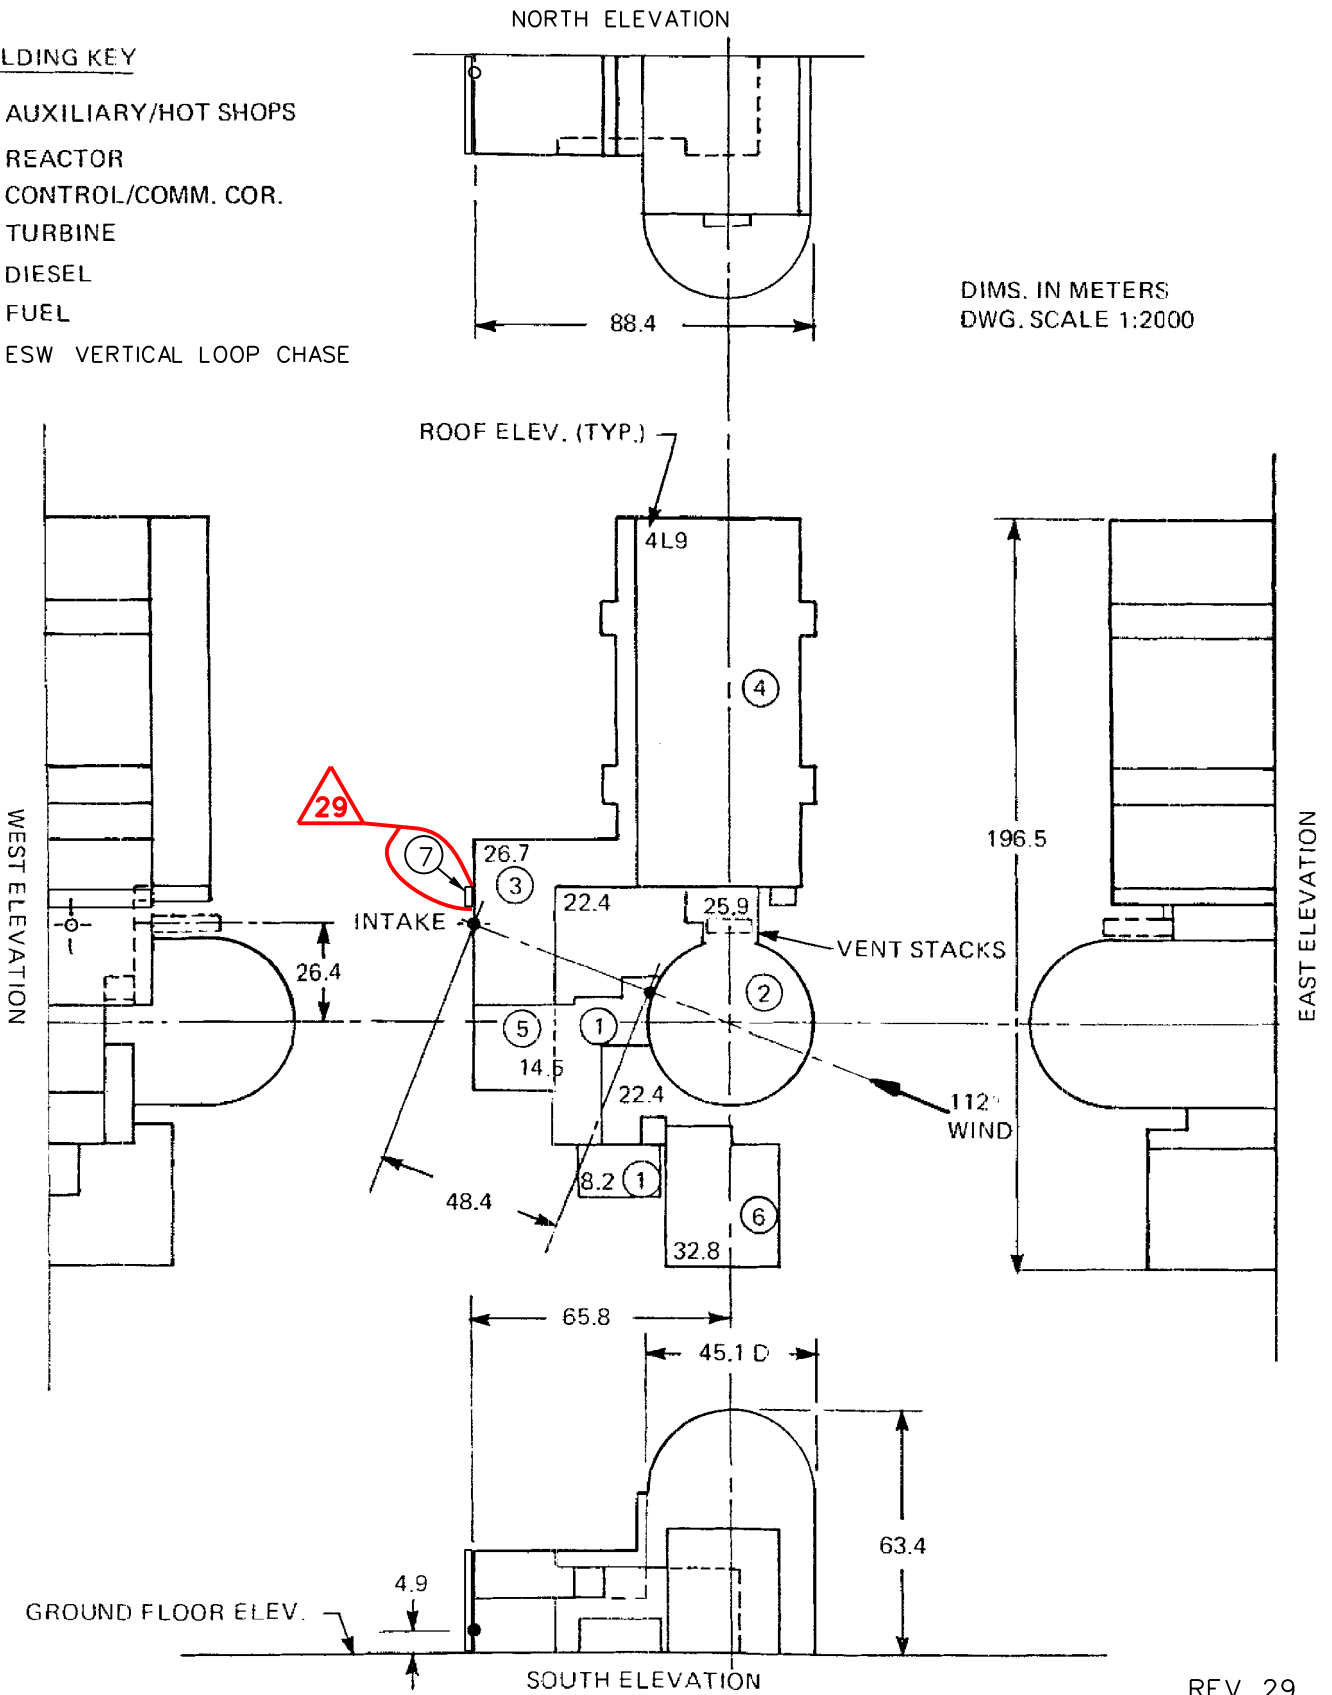 NORTH ELEVATION
LDING KEY
AUXILIARY/HOT SHOPS
REACTOR
CONTROL/COMM. COR.
TURBINE
DIESEL
FUEL
ESW VERTICAL LOOP CHASE
88.4
DIMS. IN METERS
DWG. SCALE 1:2000
ROOF ELEV. (TYP.)
4L9
4
29
7
26.7
3
22.4
25.9
INTAKE
VENT STACKS
2
26.4
5
1
14.5
22.4
112°
WIND
196.5
WEST ELEVATION
EAST ELEVATION
48.4
8.2
1
6
32.8
65.8
45.1 D
63.4
4.9
GROUND FLOOR ELEV.
SOUTH ELEVATION
REV. 29